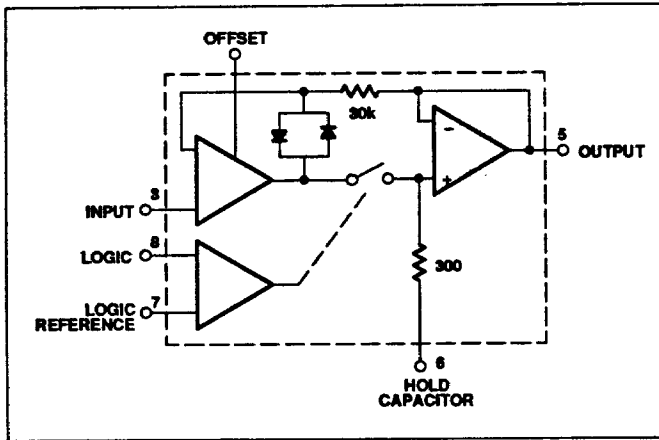 OFFSET
30k
-
5
OUTPUT
+
3
INPUT
8
LOGIC
300
7
LOGIC
REFERENCE
6
HOLD
CAPACITOR